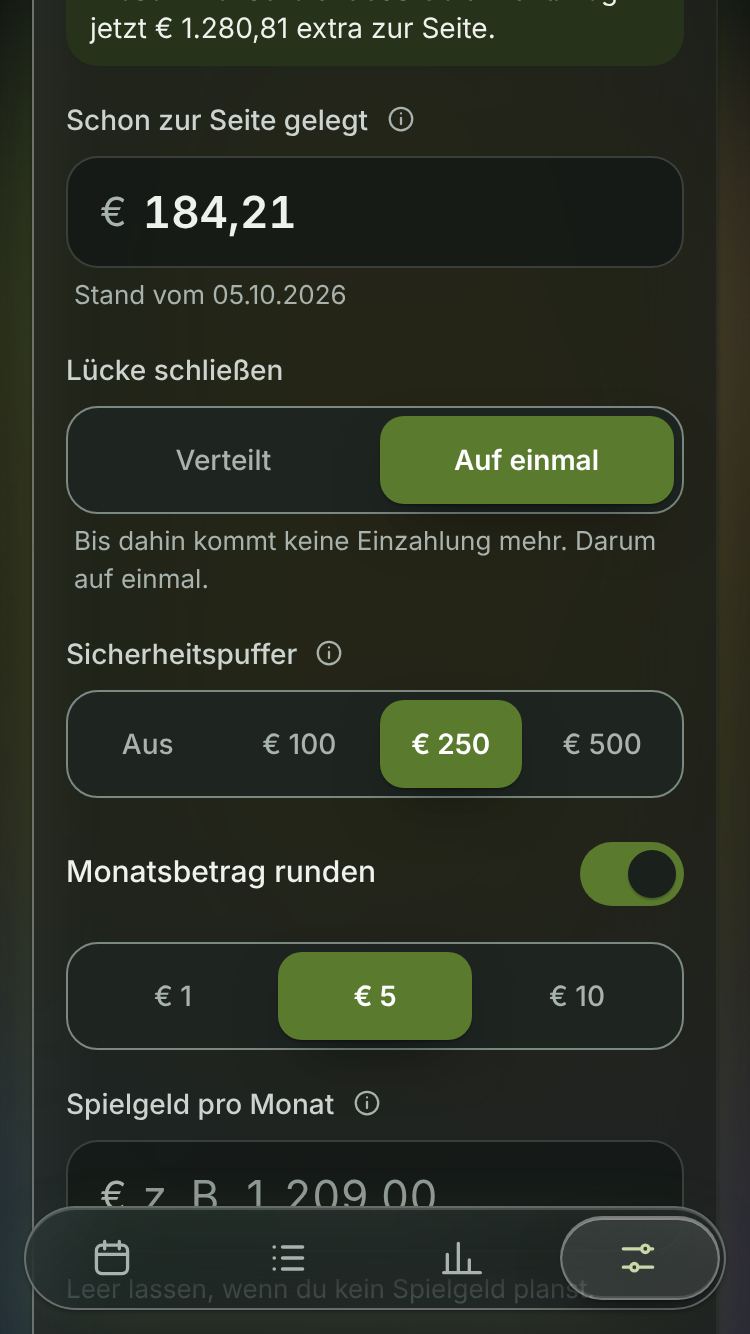 jetzt € 1.280,81 extra zur Seite.
Schon zur Seite gelegt
€ 184,21
Stand vom 05.10.2026
Lücke schließen
Verteilt Auf einmal
Bis dahin kommt keine Einzahlung mehr. Darum
auf einmal.
Sicherheitspuffer
Aus € 100 € 250 € 500
Monatsbetrag runden
€ 1 € 5 € 10
Spielgeld pro Monat
€ z. B. 1.209,00
Leer lassen, wenn du kein Spielgeld planst.